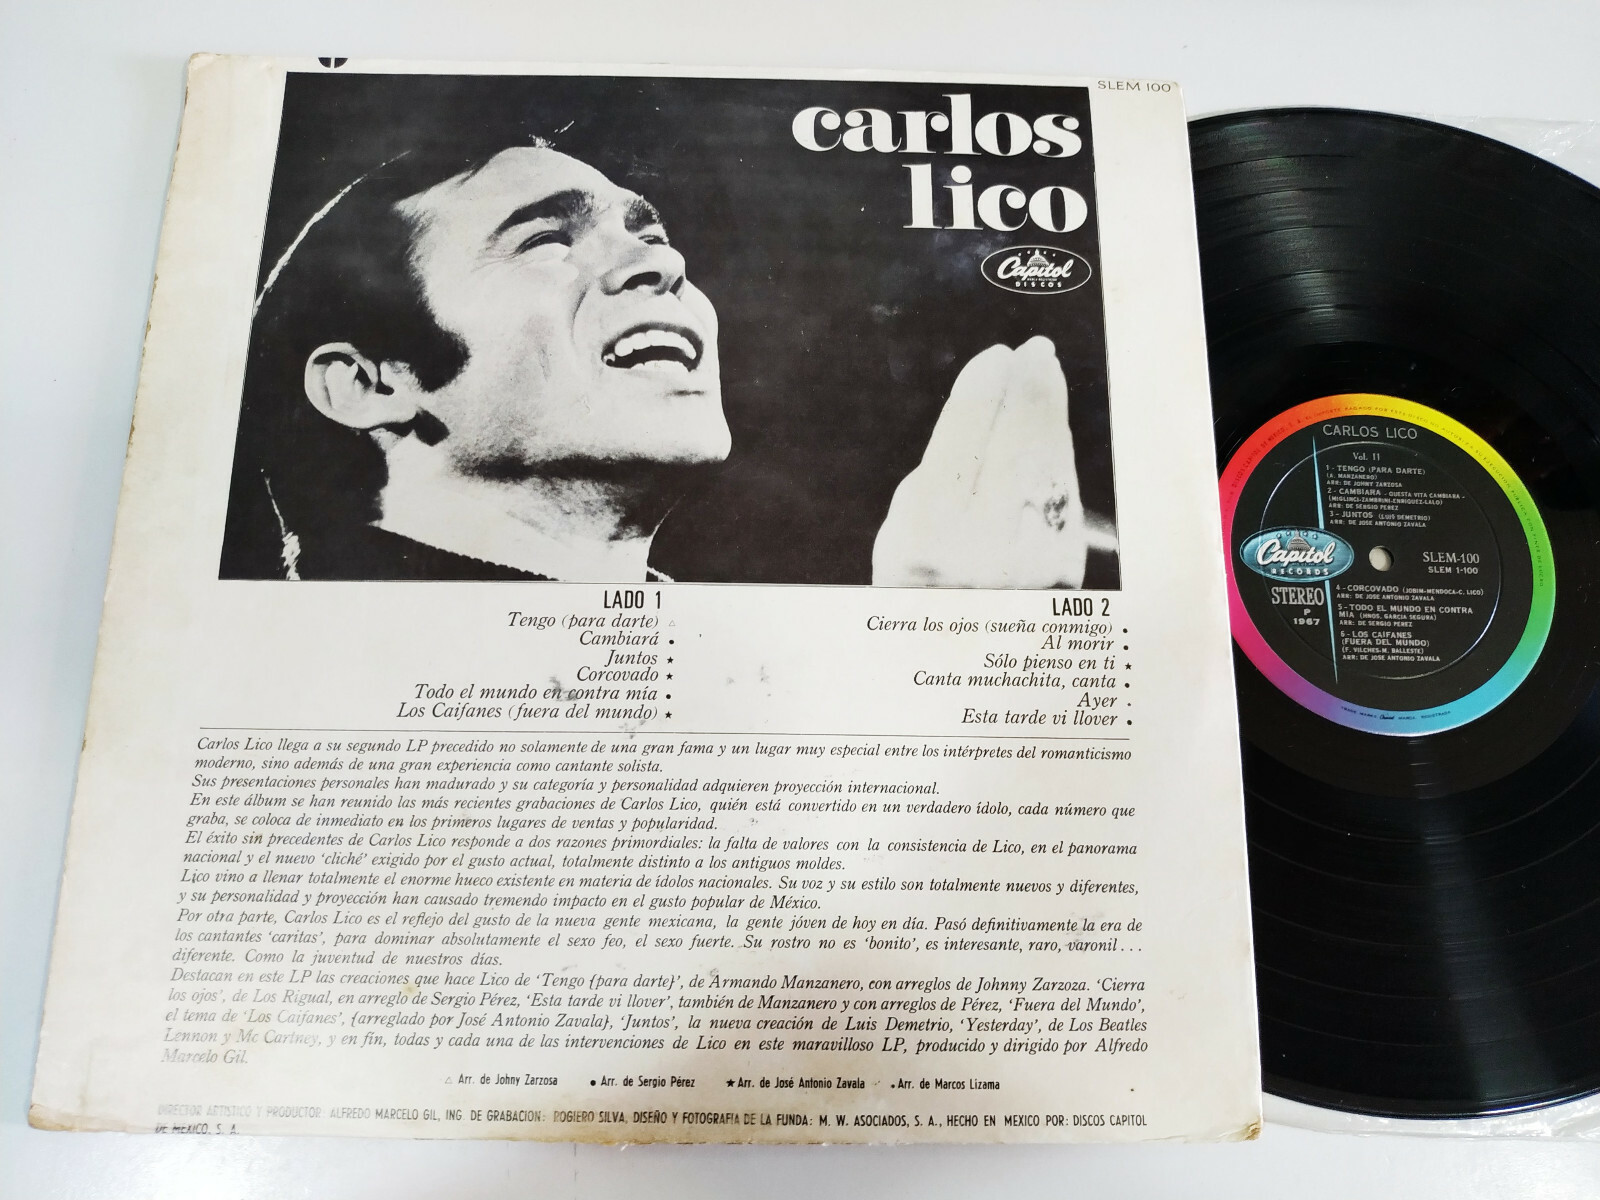 SLEM 100
carlos
lico
Capitol
DISCOS
LADO 1
Tengo (para darte) △
Cambiará ●
Juntos ★
Corcovado ★
Todo el mundo en contra mía ●
Los Caifanes (fuera del mundo) ★
LADO 2
Cierra los ojos (sueña conmigo) ●
Al morir ●
Sólo pienso en ti ★
Canta muchachita, canta ●
Ayer .
Esta tarde vi llover ●
Carlos Lico llega a su segundo LP precedido no solamente de una gran fama y un lugar muy especial entre los intérpretes del romanticismo
moderno, sino además de una gran experiencia como cantante solista.
Sus presentaciones personales han madurado y su categoría y personalidad adquieren proyección internacional.
En este álbum se han reunido las más recientes grabaciones de Carlos Lico, quién está convertido en un verdadero ídolo, cada número que
graba, se coloca de inmediato en los primeros lugares de ventas y popularidad.
El éxito sin precedentes de Carlos Lico responde a dos razones primordiales: la falta de valores con la consistencia de Lico, en el panorama
nacional y el nuevo 'cliché' exigido por el gusto actual, totalmente distinto a los antiguos moldes.
Lico vino a llenar totalmente el enorme hueco existente en materia de ídolos nacionales. Su voz y su estilo son totalmente nuevos y diferentes,
y su personalidad y proyección han causado tremendo impacto en el gusto popular de México.
Por otra parte, Carlos Lico es el reflejo del gusto de la nueva gente mexicana, la gente jóven de hoy en día. Pasó definitivamente la era de
los cantantes 'caritas', para dominar absolutamente el sexo feo, el sexo fuerte. Su rostro no es 'bonito', es interesante, raro, varonil...
diferente. Como la juventud de nuestros días.
Destacan en este LP las creaciones que hace Lico de 'Tengo {para darte}', de Armando Manzanero, con arreglos de Johnny Zarzoza. 'Cierra
los ojos', de Los Rigual, en arreglo de Sergio Pérez, 'Esta tarde vi llover', también de Manzanero y con arreglos de Pérez, 'Fuera del Mundo',
el tema de 'Los Caifanes', {arreglado por José Antonio Zavala}, 'Juntos', la nueva creación de Luis Demetrio, 'Yesterday', de Los Beatles
Lennon y Mc Cartney, y en fin, todas y cada una de las intervenciones de Lico en este maravilloso LP, producido y dirigido por Alfredo
Marcelo Gil.
△ Arr. de Johny Zarzosa ● Arr. de Sergio Pérez ★ Arr. de José Antonio Zavala . Arr. de Marcos Lizama
DIRECTOR ARTISTICO Y PRODUCTOR: ALFREDO MARCELO GIL, ING. DE GRABACION: ROGIERO SILVA, DISEÑO Y FOTOGRAFIA DE LA FUNDA: M. W. ASOCIADOS, S. A., HECHO EN MEXICO POR: DISCOS CAPITOL
DE MEXICO, S. A.
CARLOS LICO
Vol. 11
1 - TENGO (PARA DARTE)
(A. MANZANERO)
ARR: DE JOHNY ZARZOSA
2 - CAMBIARA - QUESTA VITA CAMBIARA -
(MIGLINCI-ZAMBRINI-ENRIQUEZ-LALO)
ARR: DE SERGIO PEREZ
3 - JUNTOS (LUIS DEMETRIO)
ARR: DE JOSE ANTONIO ZAVALA
Capitol
RECORDS
STEREO
P
1967
SLEM-100
SLEM 1-100
4 - CORCOVADO (JOBIM-MENDOCA-C. LICO)
ARR: DE JOSE ANTONIO ZAVALA
5 - TODO EL MUNDO EN CONTRA
MIA (HNOS. GARCIA SEGURA)
ARR: DE SERGIO PEREZ
6 - LOS CAIFANES
(FUERA DEL MUNDO)
(F. VILCHES-M. BALLESTE)
ARR: DE JOSE ANTONIO ZAVALA